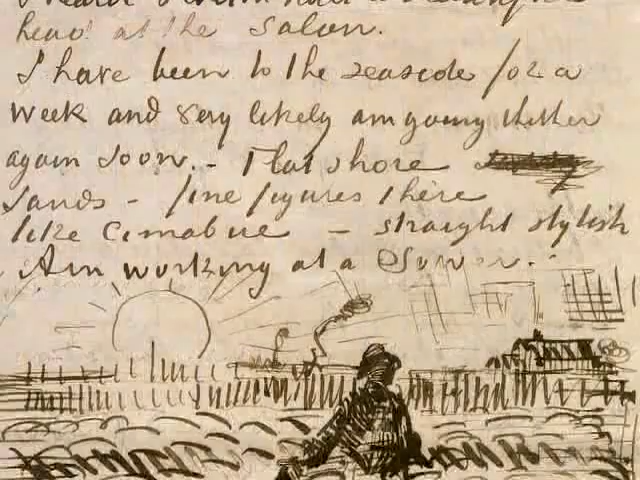 head at the Salon.
I have been to the seaside for a
week and very likely am going thither
again soon. - Flat shore
sands - fine figures there
like Cimabue - straight stylish
Am working at a Sower.